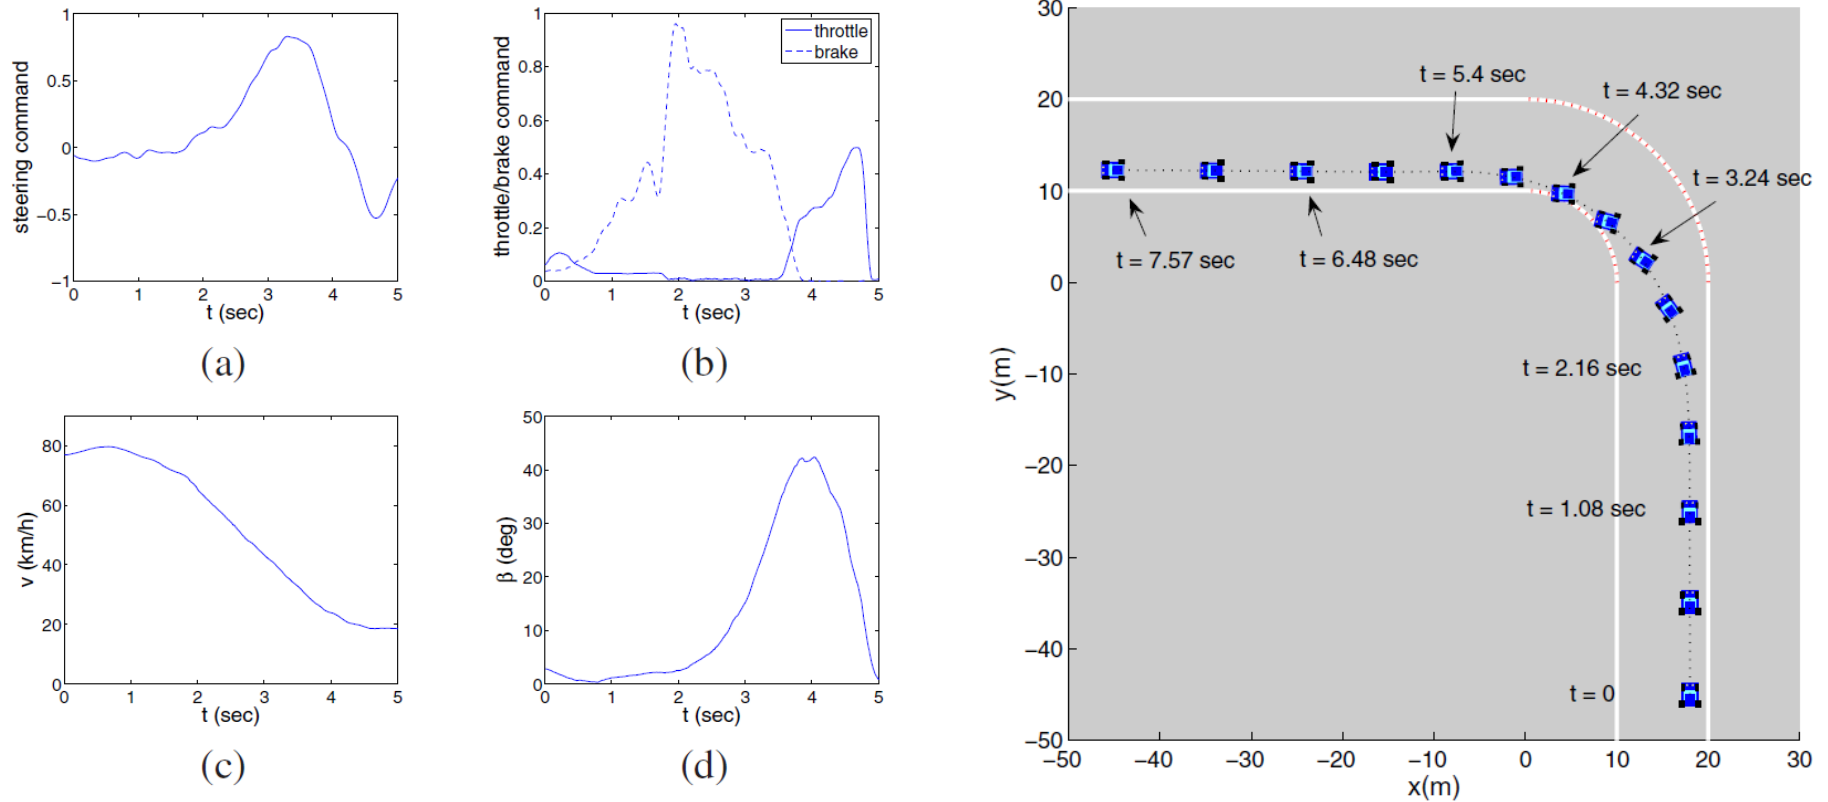 1
0.5
0
−0.5
−1
0 1 2 3 4 5
steering command
t (sec)
(a)
1
0.8
0.6
0.4
0.2
0
0 1 2 3 4 5
throttle/brake command
throttle
brake
t (sec)
(b)
80
60
40
20
0
0 1 2 3 4 5
v (km/h)
t (sec)
(c)
50
40
30
20
10
0
0 1 2 3 4 5
β (deg)
t (sec)
(d)
30
20
10
0
−10
−20
−30
−40
−50
−50 −40 −30 −20 −10 0 10 20 30
y(m)
x(m)
t = 5.4 sec
t = 4.32 sec
t = 3.24 sec
t = 7.57 sec
t = 6.48 sec
t = 2.16 sec
t = 1.08 sec
t = 0